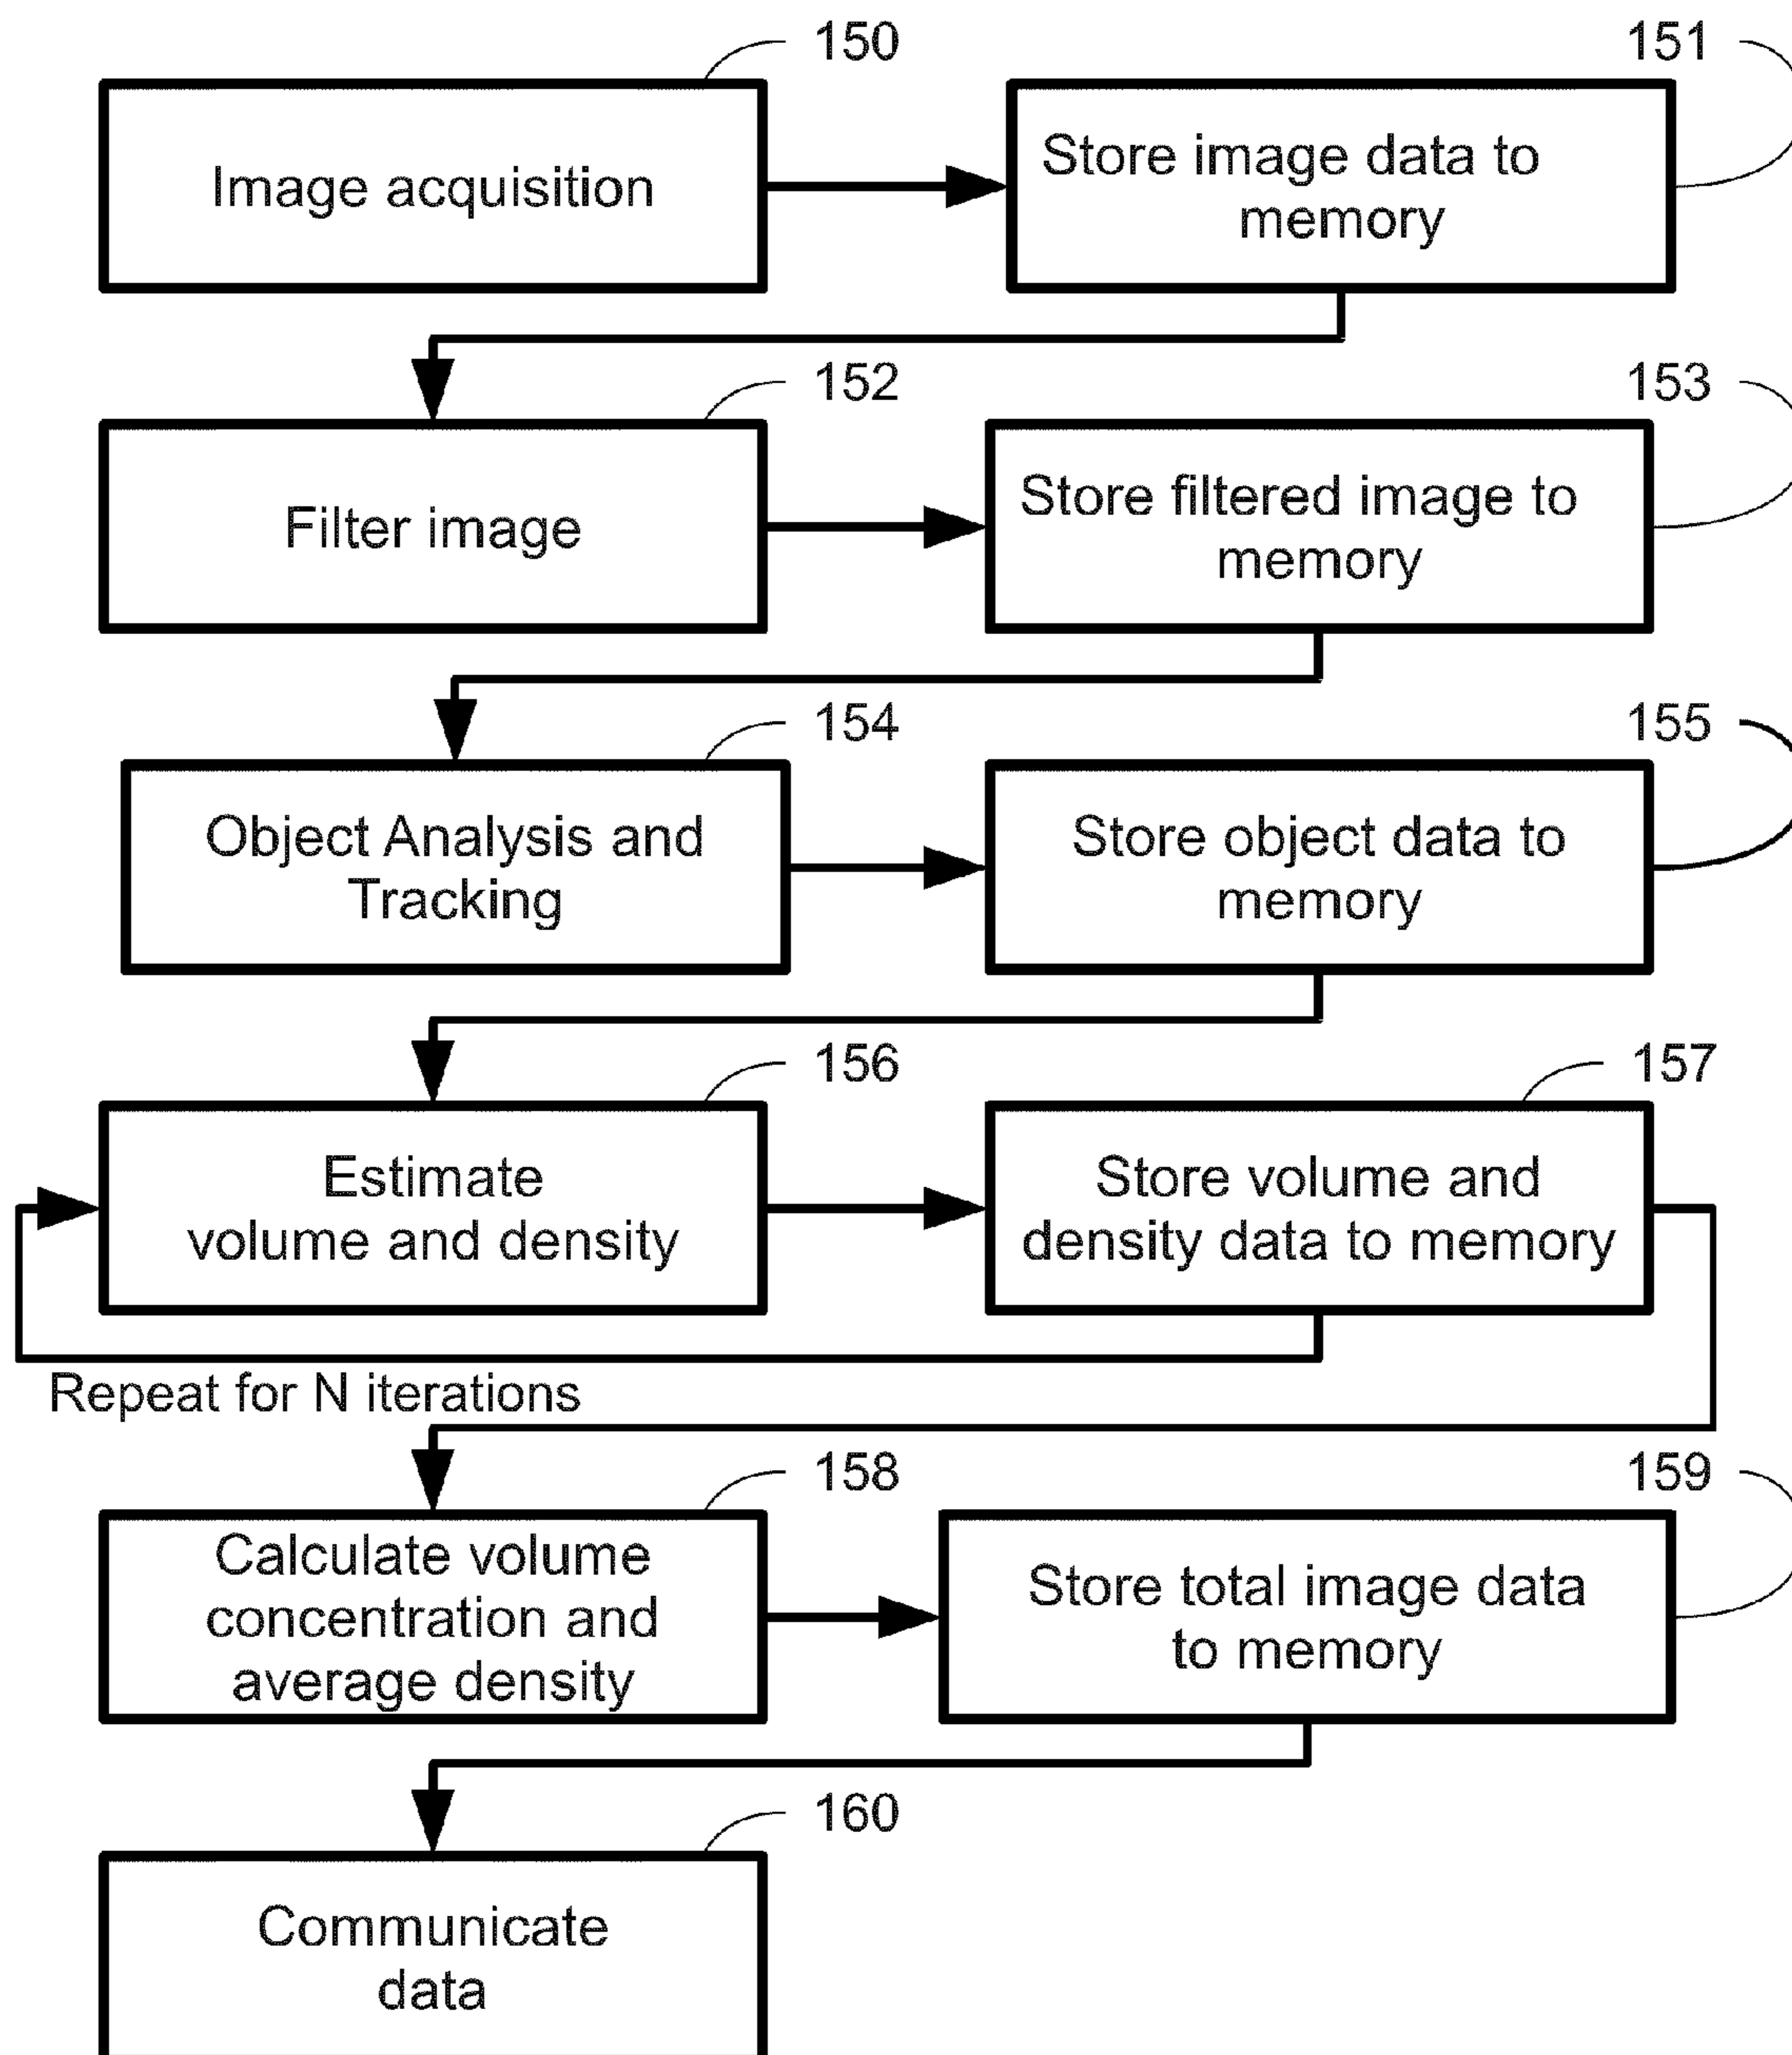 150
151
Image acquisition
Store image data to
memory
152
153
Filter image
Store filtered image to
memory
154
155
Object Analysis and
Tracking
Store object data to
memory
156
157
Estimate
volume and density
Store volume and
density data to memory
Repeat for N iterations
158
159
Calculate volume
concentration and
average density
Store total image data
to memory
160
Communicate
data